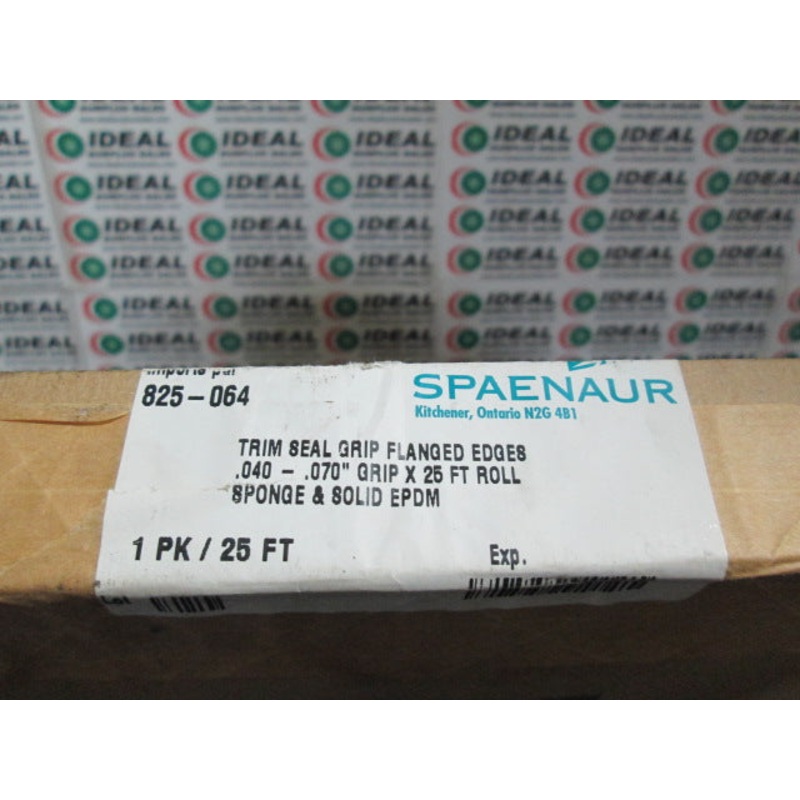 IDEAL
825-064
SPAENAUR
Kitchener, Ontario N2G 4B1
TRIM SEAL GRIP FLANGED EDGES
.040 - .070" GRIP X 25 FT ROLL
SPONGE & SOLID EPDM
1 PK / 25 FT
Exp.